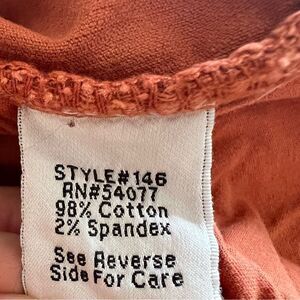 STYLE#146
RN#54077
98% Cotton
2% Spandex
See Reverse
Side For Care